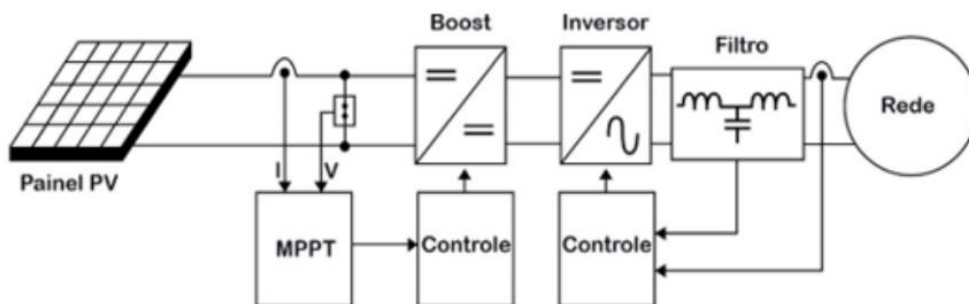 Boost
Inversor
Filtro
Rede
Painel PV
I
V
MPPT
Controle
Controle